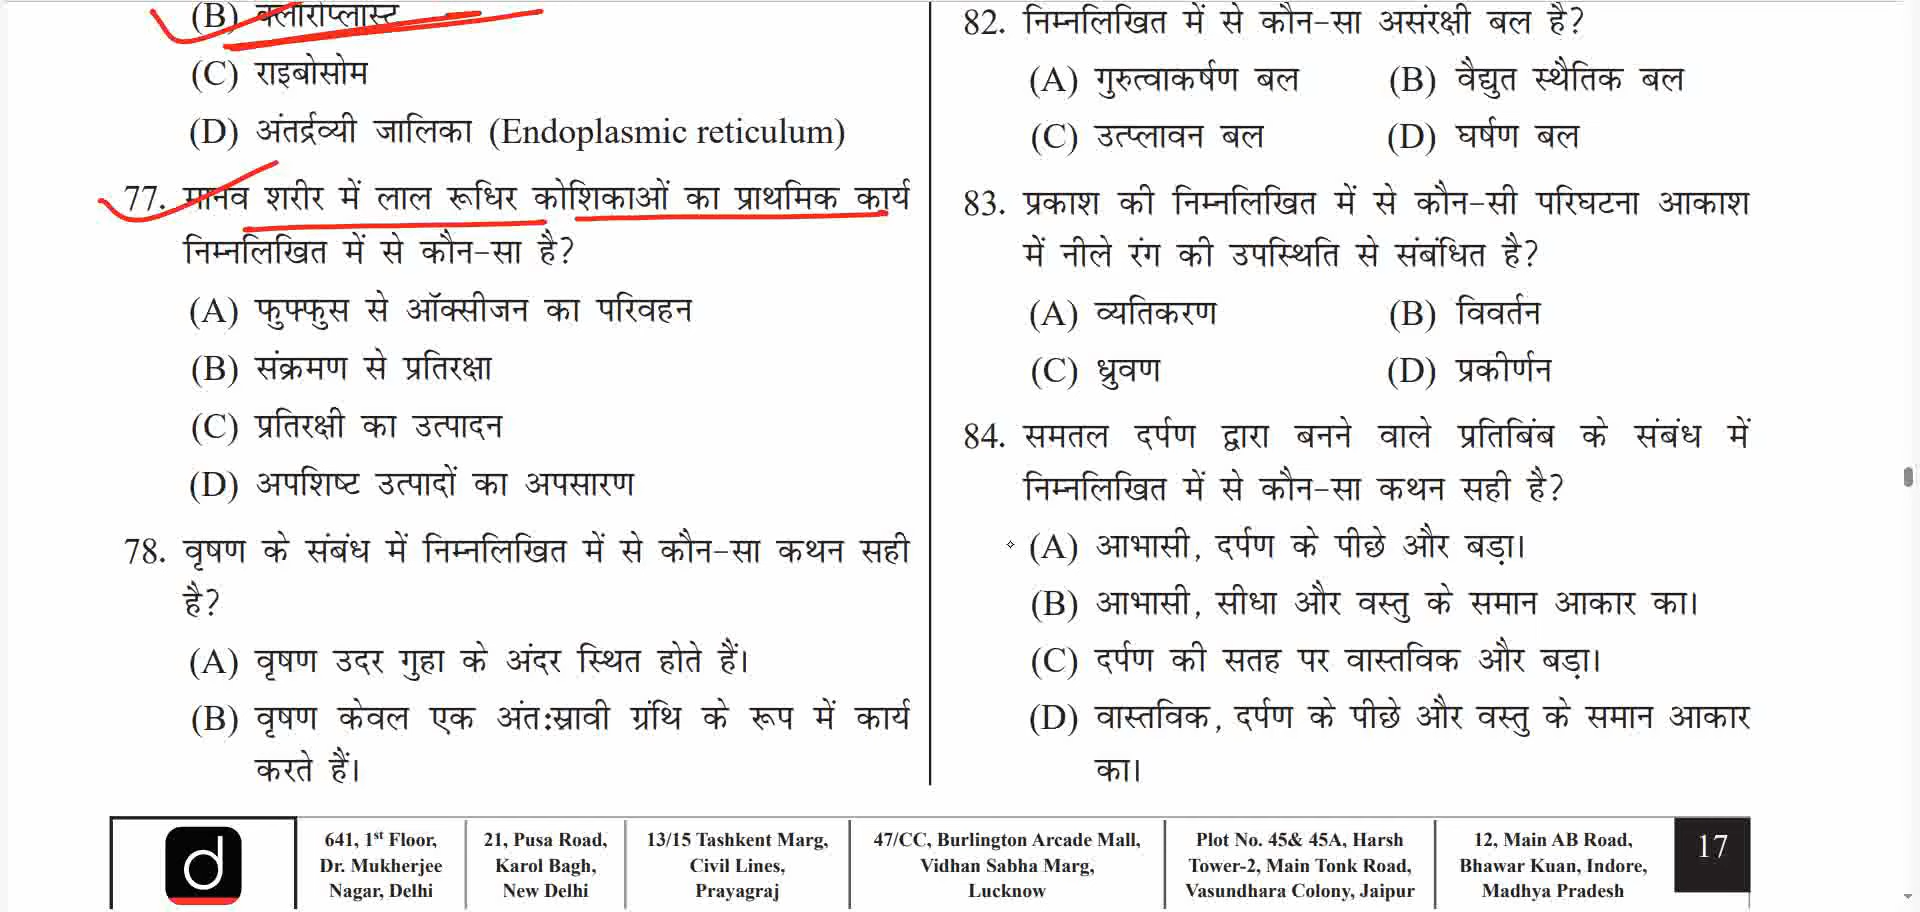 (B) क्लोरोप्लास्ट
(C) राइबोसोम
(D) अंतर्द्रव्यी जालिका (Endoplasmic reticulum)
77. मानव शरीर में लाल रूधिर कोशिकाओं का प्राथमिक कार्य
निम्नलिखित में से कौन-सा है?
(A) फुफ्फुस से ऑक्सीजन का परिवहन
(B) संक्रमण से प्रतिरक्षा
(C) प्रतिरक्षी का उत्पादन
(D) अपशिष्ट उत्पादों का अपसारण
78. वृषण के संबंध में निम्नलिखित में से कौन-सा कथन सही
है?
(A) वृषण उदर गुहा के अंदर स्थित होते हैं।
(B) वृषण केवल एक अंत:स्रावी ग्रंथि के रूप में कार्य
करते हैं।
82. निम्नलिखित में से कौन-सा असंरक्षी बल है?
(A) गुरुत्वाकर्षण बल (B) वैद्युत स्थैतिक बल
(C) उत्प्लावन बल (D) घर्षण बल
83. प्रकाश की निम्नलिखित में से कौन-सी परिघटना आकाश
में नीले रंग की उपस्थिति से संबंधित है?
(A) व्यतिकरण (B) विवर्तन
(C) ध्रुवण (D) प्रकीर्णन
84. समतल दर्पण द्वारा बनने वाले प्रतिबिंब के संबंध में
निम्नलिखित में से कौन-सा कथन सही है?
(A) आभासी, दर्पण के पीछे और बड़ा।
(B) आभासी, सीधा और वस्तु के समान आकार का।
(C) दर्पण की सतह पर वास्तविक और बड़ा।
(D) वास्तविक, दर्पण के पीछे और वस्तु के समान आकार
का।
d
641, 1st Floor,
Dr. Mukherjee
Nagar, Delhi
21, Pusa Road,
Karol Bagh,
New Delhi
13/15 Tashkent Marg,
Civil Lines,
Prayagraj
47/CC, Burlington Arcade Mall,
Vidhan Sabha Marg,
Lucknow
Plot No. 45& 45A, Harsh
Tower-2, Main Tonk Road,
Vasundhara Colony, Jaipur
12, Main AB Road,
Bhawar Kuan, Indore,
Madhya Pradesh
17